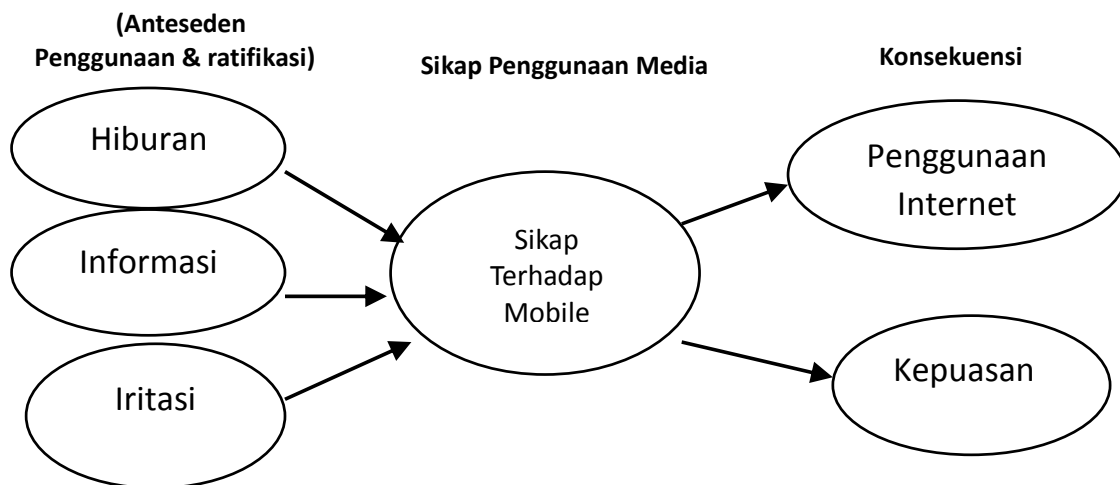 (Anteseden
Penggunaan & ratifikasi)
Sikap Penggunaan Media
Konsekuensi
Hiburan
Informasi
Iritasi
Sikap
Terhadap
Mobile
Penggunaan
Internet
Kepuasan